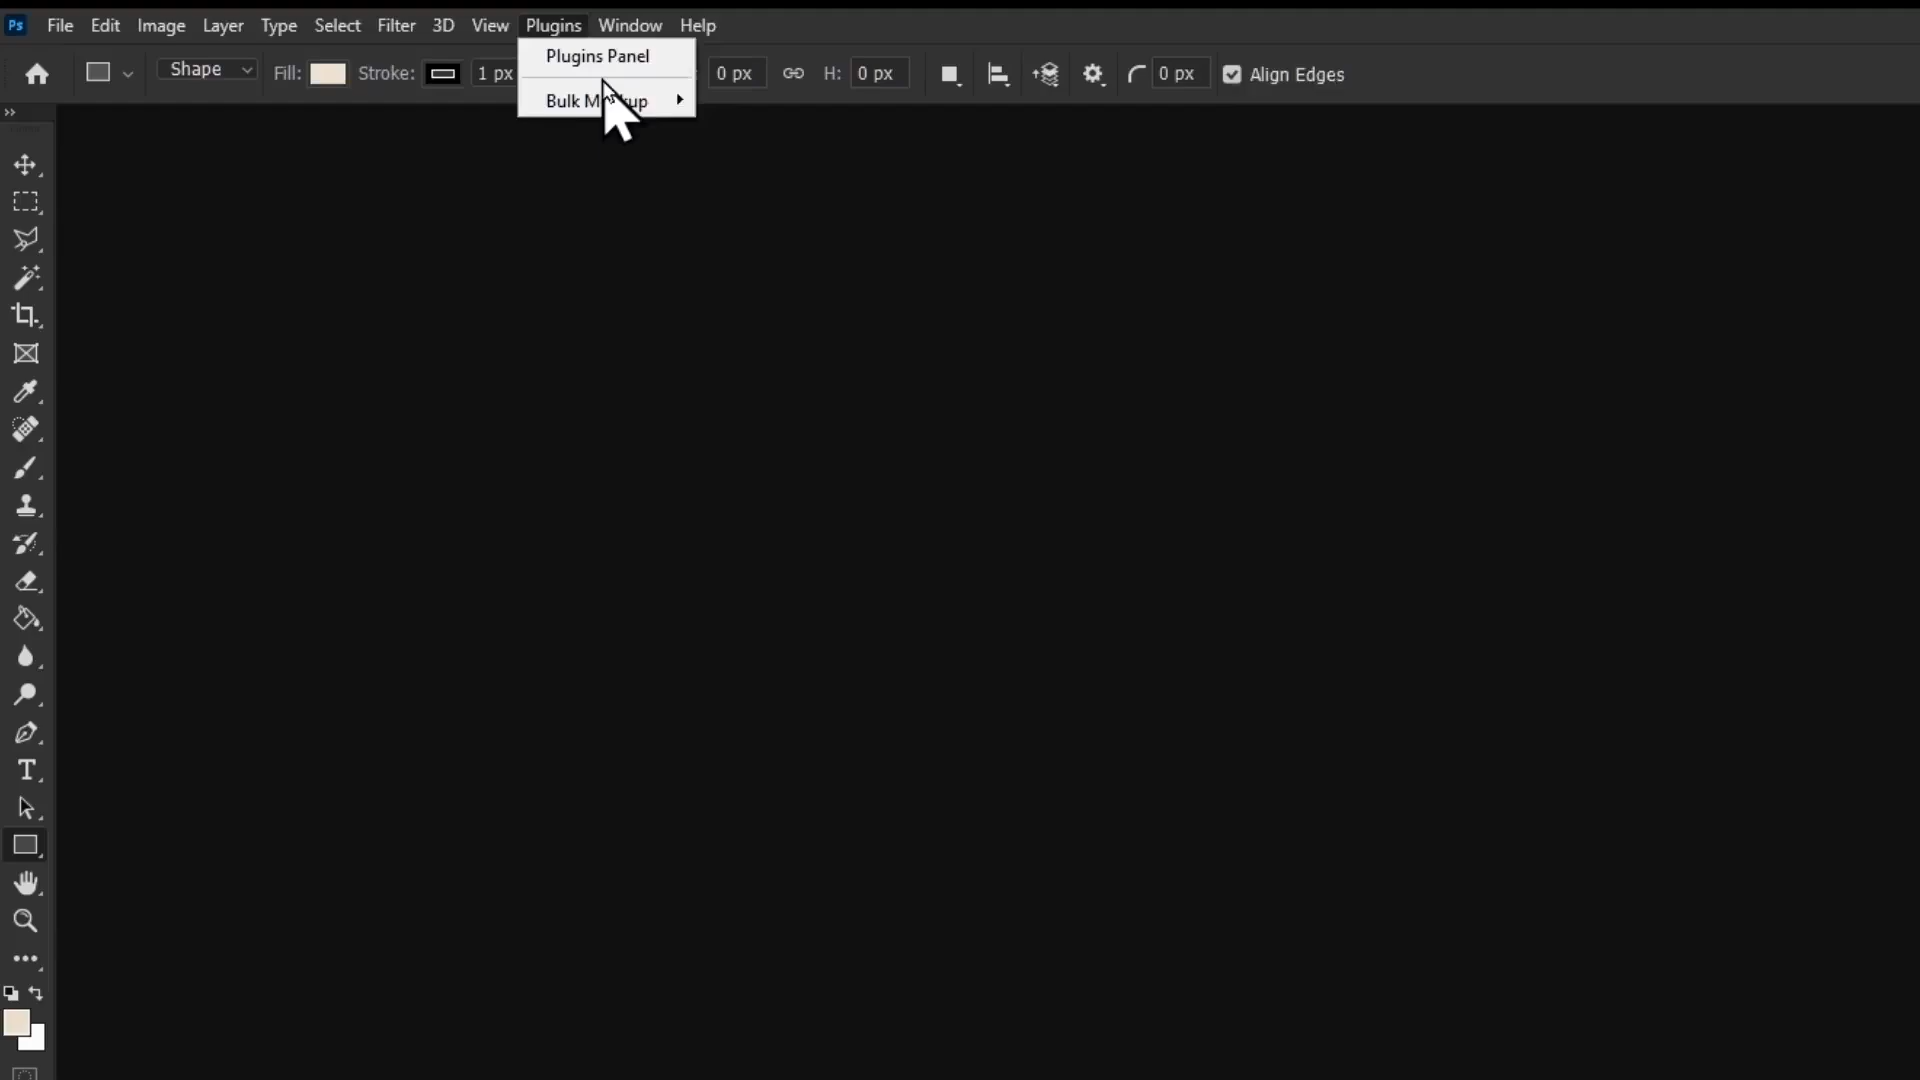 Ps File Edit Image Layer Type Select Filter 3D View Plugins Window Help
Shape Fill: Stroke: 1 px 0 px H: 0 px 0 px Align Edges
Plugins Panel
Bulk
T